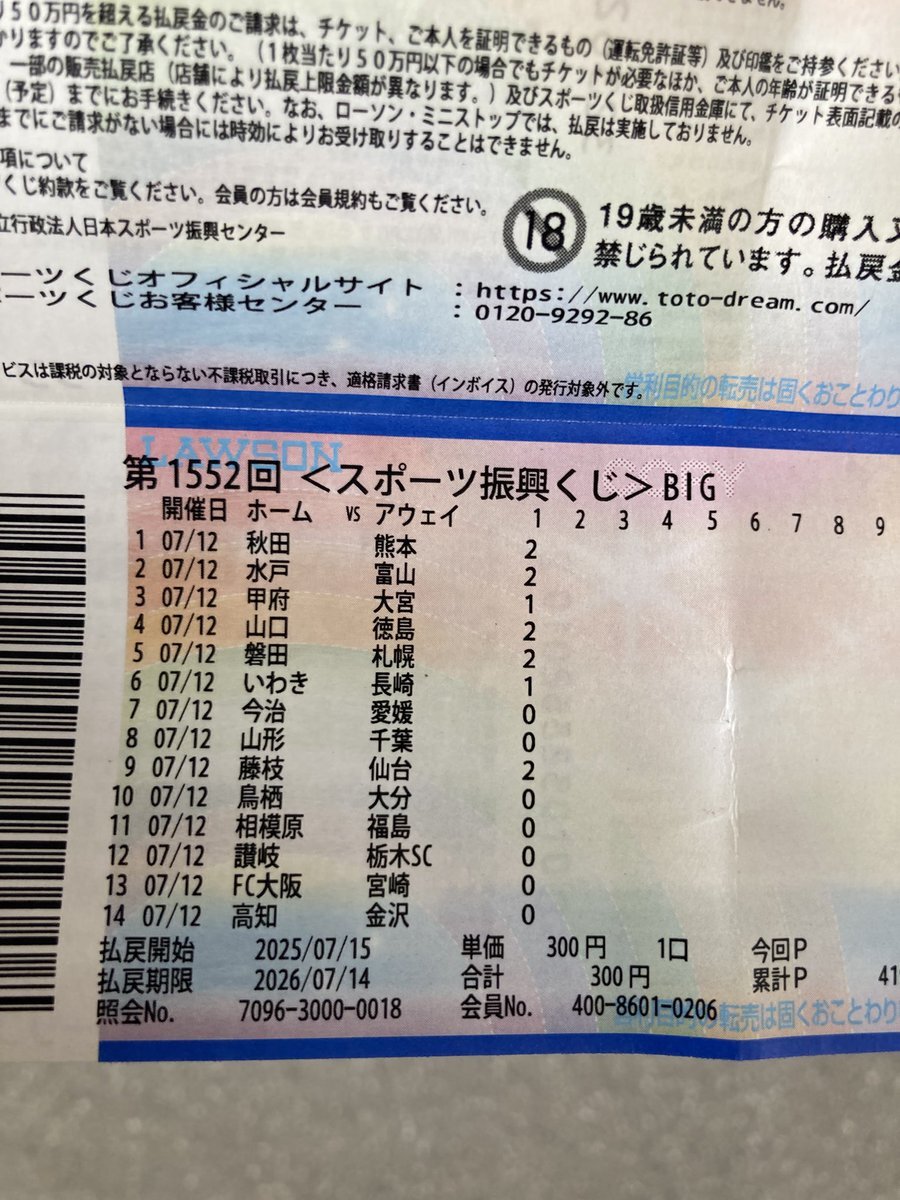 50万円を超える払戻金のご請求は、チケット、ご本人を証明できるもの（運転免許証等）及び印鑑をご持参ください
かりますのでご了承ください。（１枚当たり５０万円以下の場合でもチケットが必要なほか、ご本人の年齢が証明できる
一部の販売払戻店（店舗により払戻上限金額が異なります。）及びスポーツくじ取扱信用金庫にて、チケット表面記載の
（予定）までにお手続きください。なお、ローソン・ミニストップでは、払戻は実施しておりません。
までにご請求がない場合には時効によりお受け取りすることはできません。
項について
くじ約款をご覧ください。会員の方は会員規約もご覧ください。
立行政法人日本スポーツ振興センター
18 19歳未満の方の購入
禁じられています。払戻金
ーツくじオフィシャルサイト : https://www.toto-dream.com/
ポーツくじお客様センター : 0120-9292-86
ビスは課税の対象とならない不課税取引につき、適格請求書（インボイス）の発行対象外です。
営利目的の転売は固くおことわり
LAWSON
第1552回 ＜スポーツ振興くじ＞BIG
開催日 ホーム VS アウェイ 1 2 3 4 5 6 7 8 9
1 07/12 秋田 熊本 2
2 07/12 水戸 富山 2
3 07/12 甲府 大宮 1
4 07/12 山口 徳島 2
5 07/12 磐田 札幌 2
6 07/12 いわき 長崎 1
7 07/12 今治 愛媛 0
8 07/12 山形 千葉 0
9 07/12 藤枝 仙台 2
10 07/12 鳥栖 大分 0
11 07/12 相模原 福島 0
12 07/12 讃岐 栃木SC 0
13 07/12 FC大阪 宮崎 0
14 07/12 高知 金沢 0
払戻開始 2025/07/15 単価 300円 1口 今回P
払戻期限 2026/07/14 合計 300円 累計P 41
照会No. 7096-3000-0018 会員No. 400-8601-0206
営利目的の転売は固くおことわり